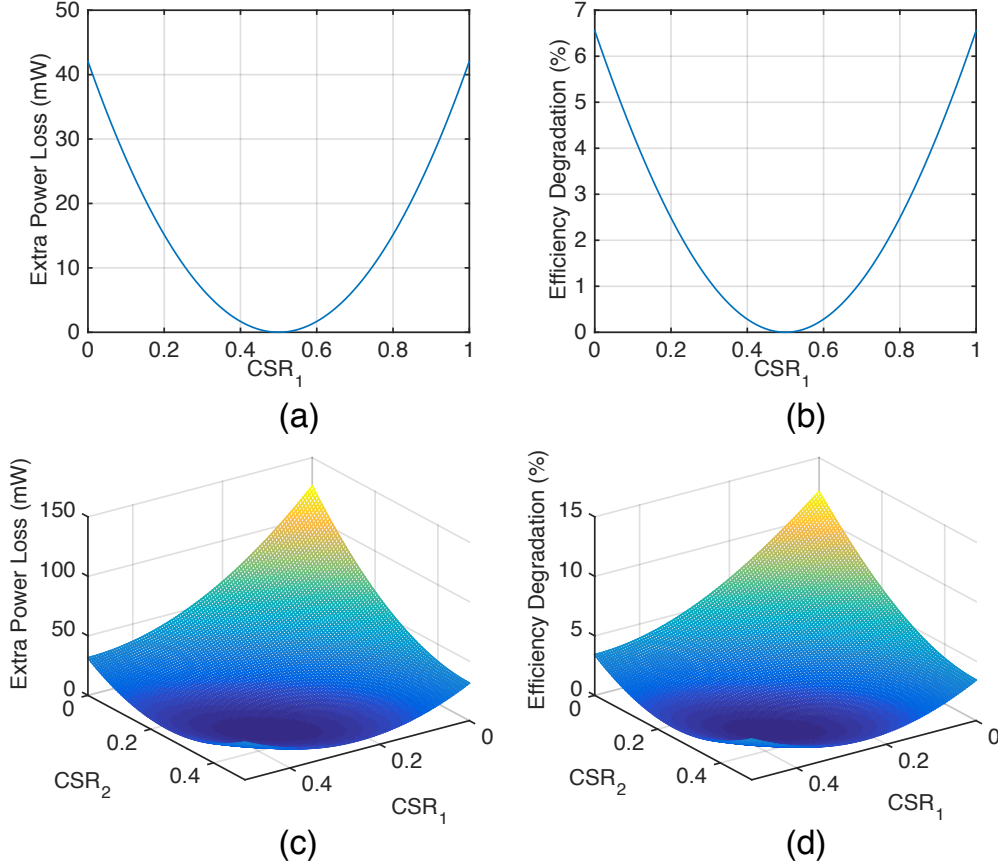 50
40
30
20
10
0
0 0.2 0.4 0.6 0.8 1
Extra Power Loss (mW)
CSR1
(a)
7
6
5
4
3
2
1
0
0 0.2 0.4 0.6 0.8 1
Efficiency Degradation (%)
CSR1
(b)
150
100
50
0
Extra Power Loss (mW)
0 0.2 0.4
CSR2
0.4 0.2 0
CSR1
(c)
15
10
5
0
Efficiency Degradation (%)
0 0.2 0.4
CSR2
0.4 0.2 0
CSR1
(d)